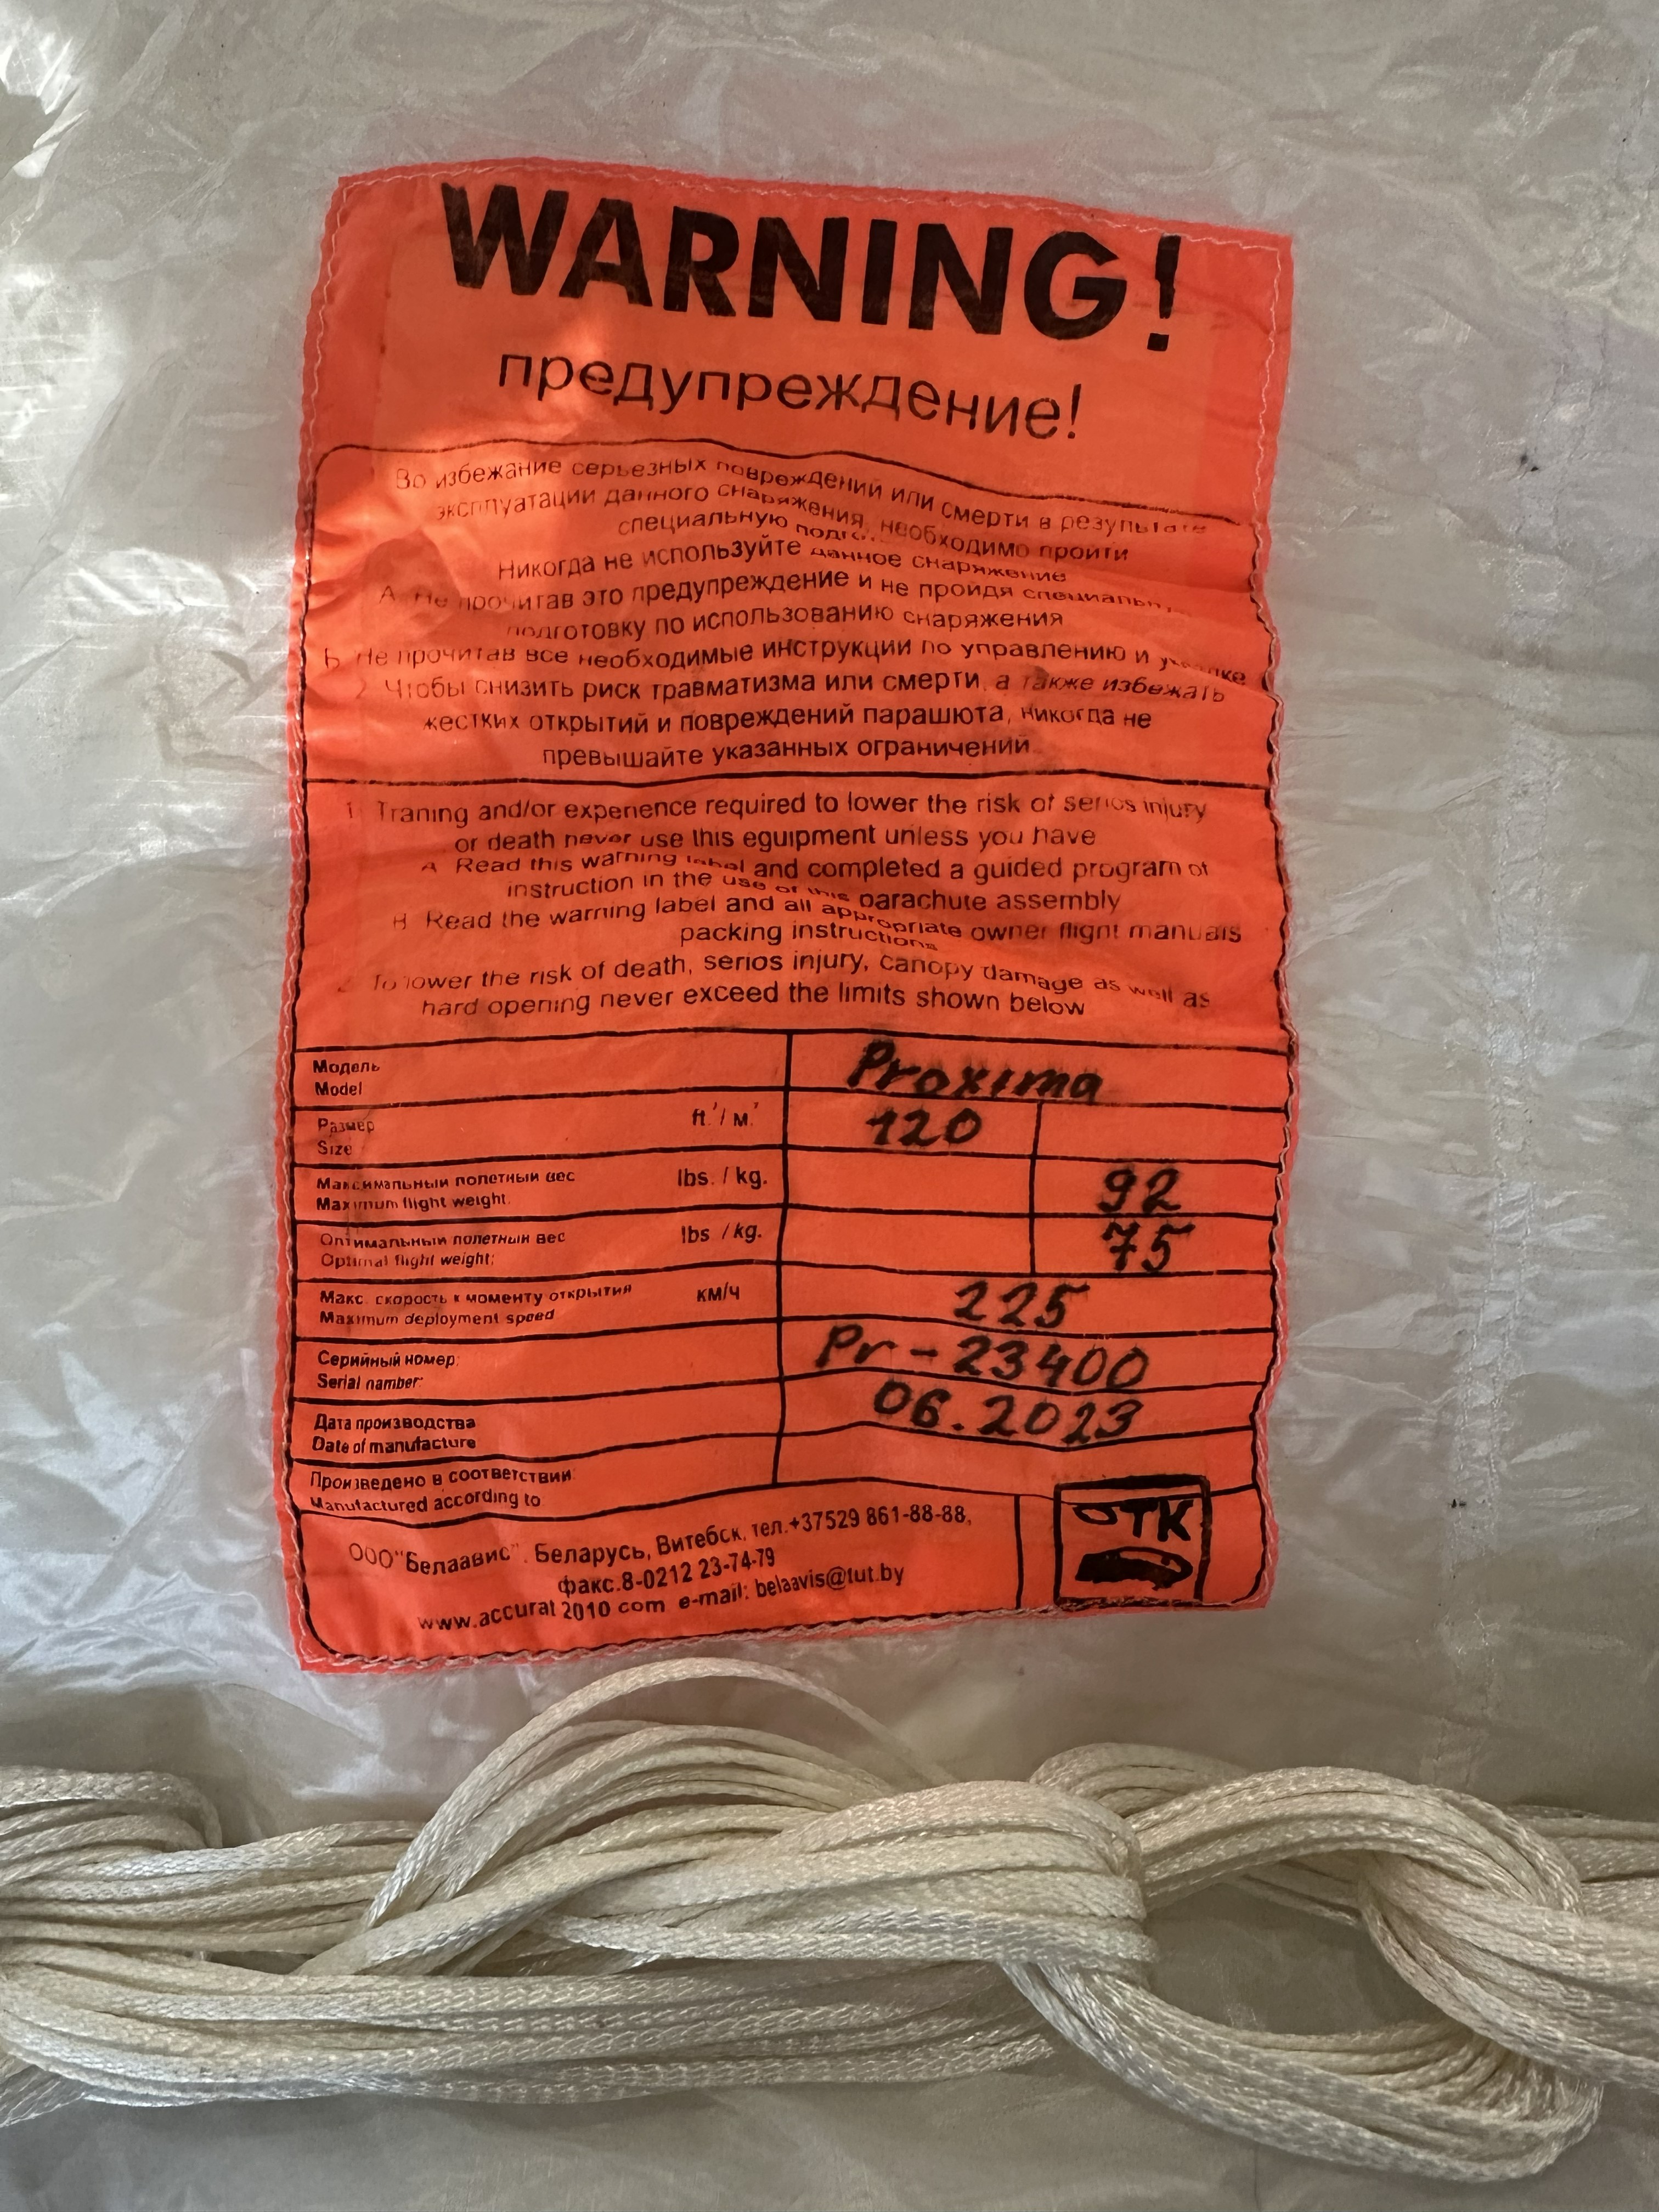 WARNING!
предупреждение!
Во избежание серьезных повреждений или смерти в результате
эксплуатации данного снаряжения, необходимо пройти
специальную
Никогда не используйте данное снаряжение
А. Не прочитав это предупреждение и не пройдя
подготовку по использованию снаряжения
Б. Не прочитав все необходимые инструкции по управлению и
2 Чтобы снизить риск травматизма или смерти, а также избежать
жестких открытий и повреждений парашюта, никогда не
превышайте указанных ограничений
1 Traning and/or experience required to lower the risk of serios injury
or death never use this eguipment unless you have
A Read this warning label and completed a guided program of
instruction in the use of this parachute assembly
B Read the warning label and all appropriate owner flight manuals
packing instructions
2 To lower the risk of death, serios injury, canopy damage as well as
hard opening never exceed the limits shown below
Модель Proxima
Model
Размер ft.²/ м.² 120
Size
Максимальный полетный вес lbs. / kg. 92
Maximum flight weight.
Оптимальный полетный вес lbs / kg. 75
Optimal flight weight:
Макс. скорость к моменту открытия км/ч 225
Maximum deployment speed
Серийный номер: Pr-23400
Serial namber:
Дата производства 06.2023
Date of manufacture
Произведено в соответствии:
Manufactured according to
ООО "Белаавис", Беларусь, Витебск, тел.+37529 861-88-88,
факс.8-0212 23-74-79
www.accurat 2010 com e-mail: belaavis@tut.by
ОТК